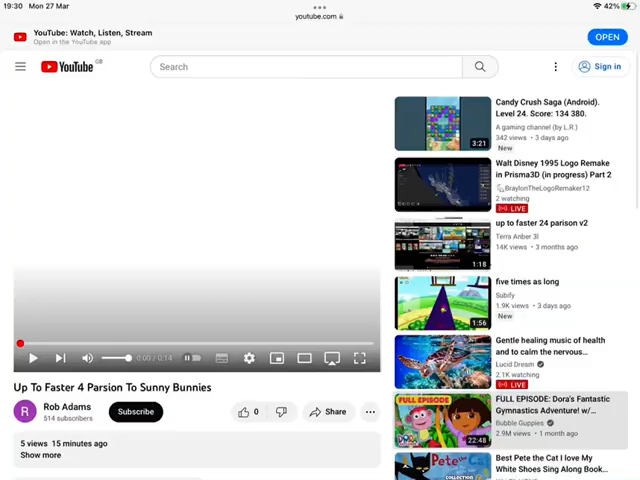 19:30 Mon 27 Mar
42%
youtube.com
YouTube: Watch, Listen, Stream
Open in the YouTube app
OPEN
YouTube GB
Search
Sign in
Candy Crush Saga (Android).
Level 24. Score: 134 380.
A gaming channel (by L.R.)
342 views • 3 days ago
New
3:21
Walt Disney 1995 Logo Remake
in Prisma3D (in progress) Part 2
BraylonTheLogoRemaker12
2 watching
LIVE
up to faster 24 parison v2
Terra Anber 3l
14K views • 3 months ago
1:18
five times as long
Subify
1.9K views • 3 days ago
New
1:56
Gentle healing music of health
and to calm the nervous...
Lucid Dream
2.1K watching
LIVE
FULL EPISODE
FULL EPISODE: Dora's Fantastic
Gymnastics Adventure! w/...
Bubble Guppies
2.9M views • 1 month ago
22:48
Pete the Cat
COLLECTION
Best Pete the Cat I love My
White Shoes Sing Along Book...
0:00 / 0:14
Up To Faster 4 Parsion To Sunny Bunnies
R
Rob Adams
514 subscribers
Subscribe
0
Share
5 views 15 minutes ago
Show more